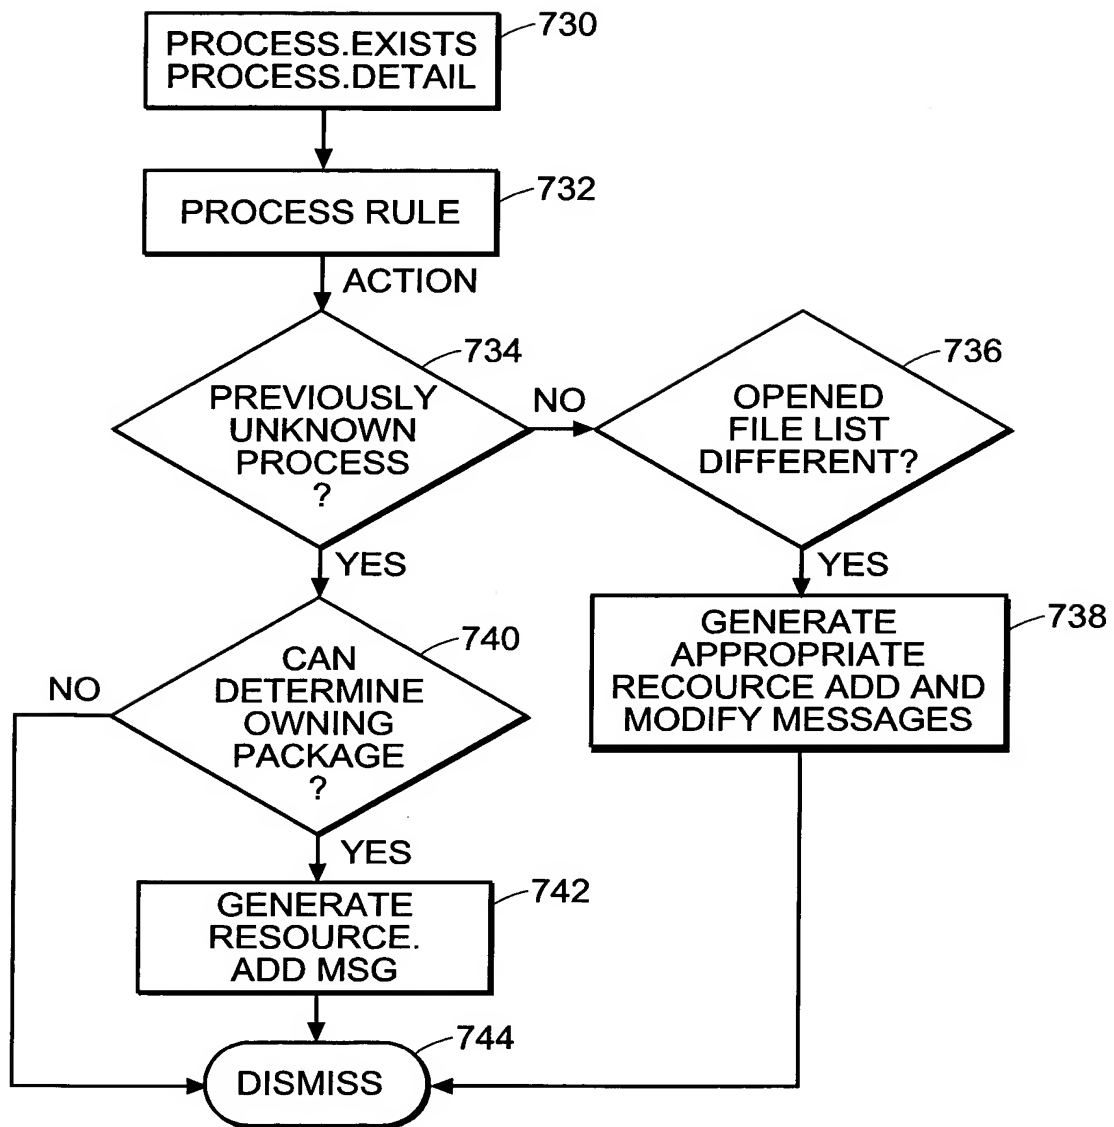 PROCESS.EXISTS
PROCESS.DETAIL
730
PROCESS RULE
732
ACTION
PREVIOUSLY
UNKNOWN
PROCESS
?
734
NO
OPENED
FILE LIST
DIFFERENT?
736
YES
YES
GENERATE
APPROPRIATE
RECOURCE ADD AND
MODIFY MESSAGES
738
CAN
DETERMINE
OWNING
PACKAGE
?
740
NO
YES
GENERATE
RESOURCE.
ADD MSG
742
DISMISS
744